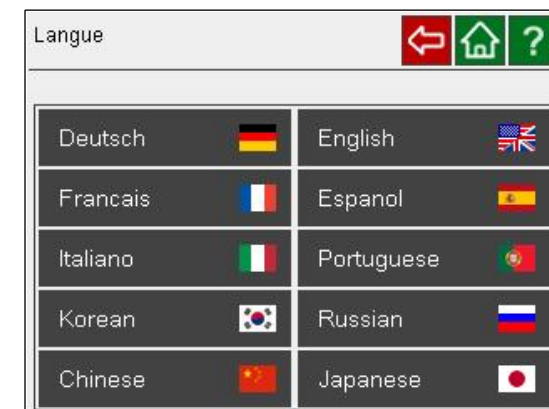 Langue
?
Deutsch
English
Francais
Espanol
Italiano
Portuguese
Korean
Russian
Chinese
Japanese